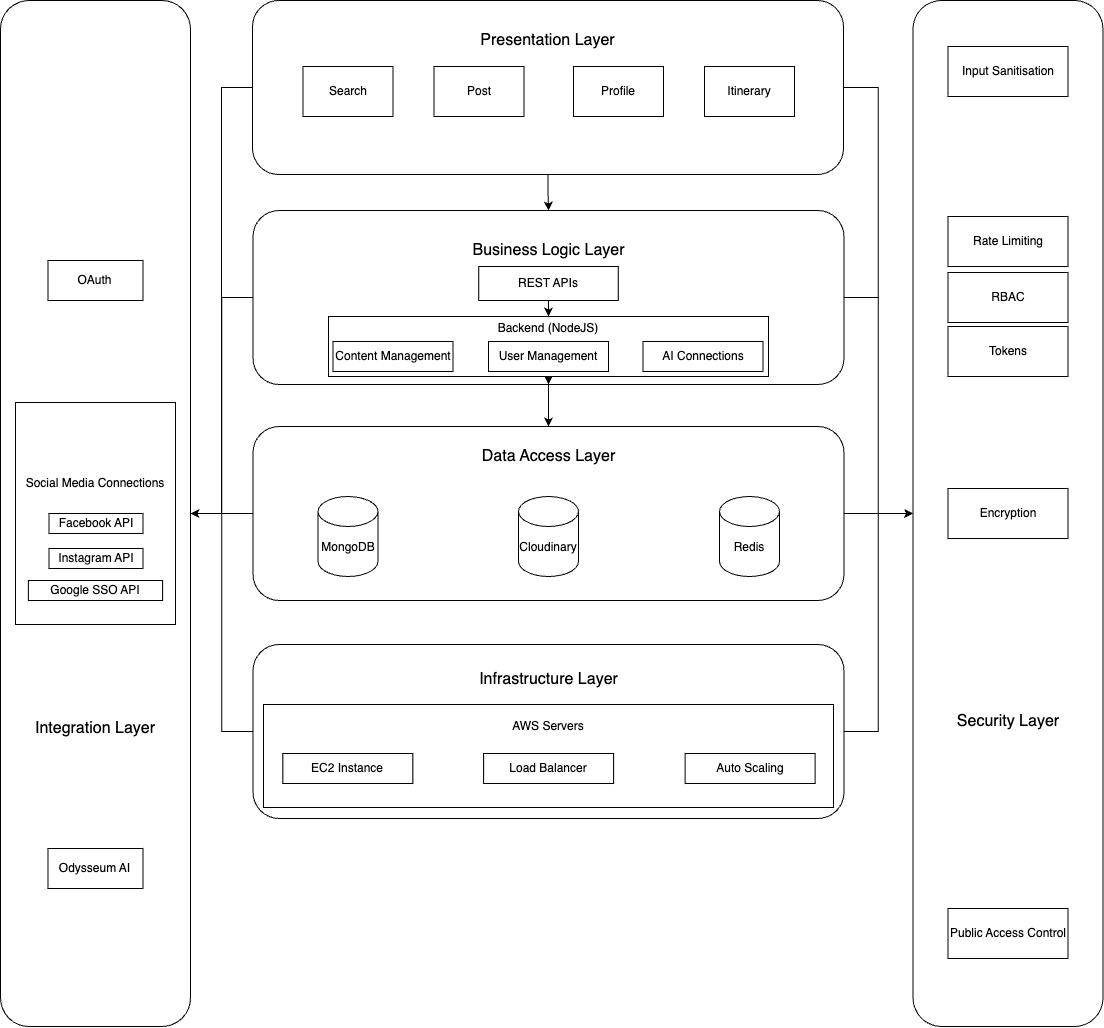 Presentation Layer
Search
Post
Profile
Itinerary
Business Logic Layer
REST APIs
Backend (NodeJS)
Content Management
User Management
AI Connections
Data Access Layer
MongoDB
Cloudinary
Redis
Infrastructure Layer
AWS Servers
EC2 Instance
Load Balancer
Auto Scaling
OAuth
Social Media Connections
Facebook API
Instagram API
Google SSO API
Integration Layer
Odysseum AI
Input Sanitisation
Rate Limiting
RBAC
Tokens
Encryption
Security Layer
Public Access Control